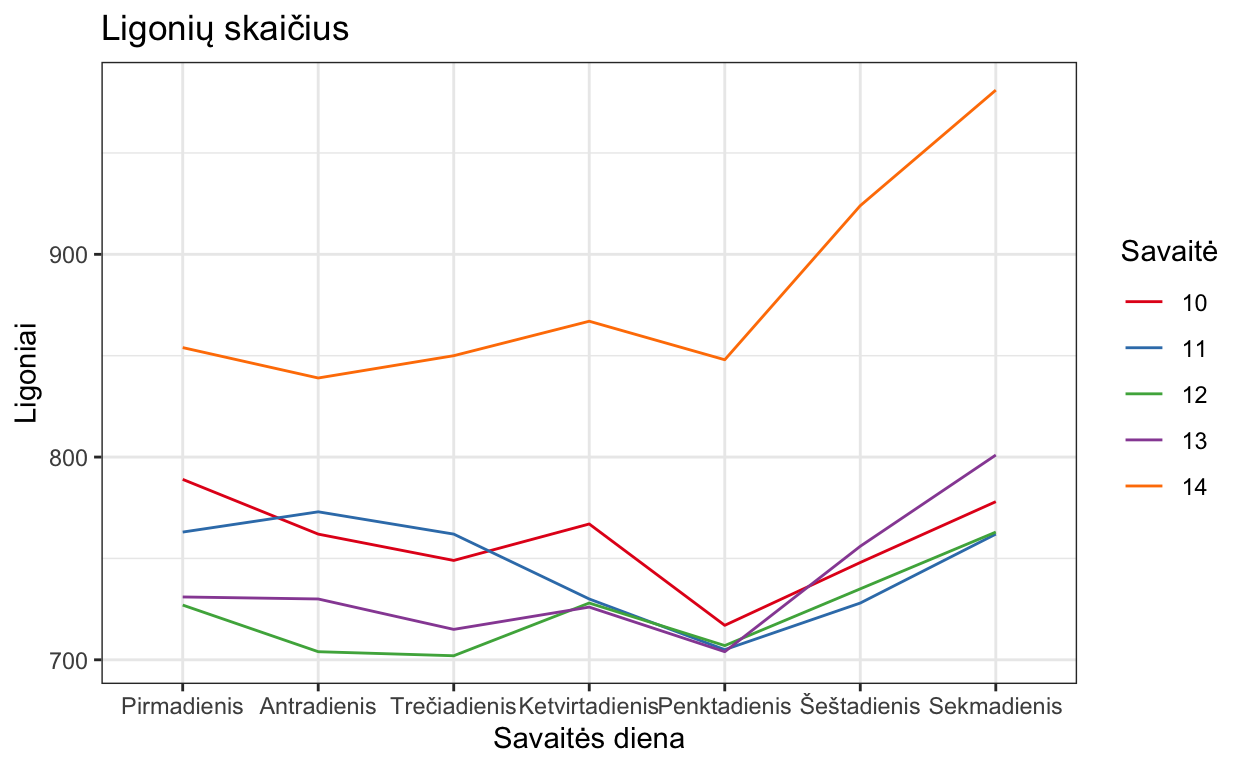 Ligonių skaičius
Ligoniai
900
800
700
Pirmadienis Antradienis Trečiadienis Ketvirtadienis Penktadienis Šeštadienis Sekmadienis
Savaitės diena
Savaitė
10
11
12
13
14